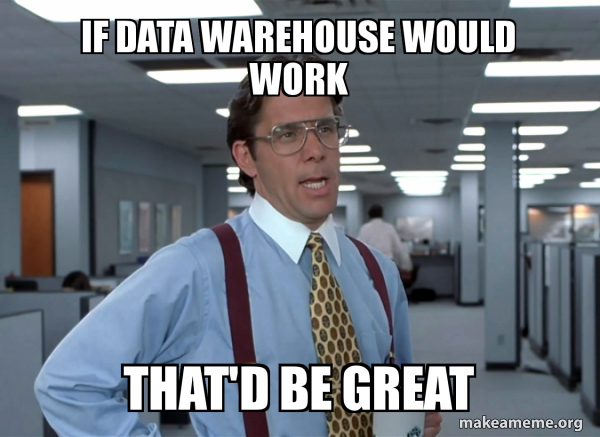 IF DATA WAREHOUSE WOULD
WORK
THAT'D BE GREAT
makeameme.org